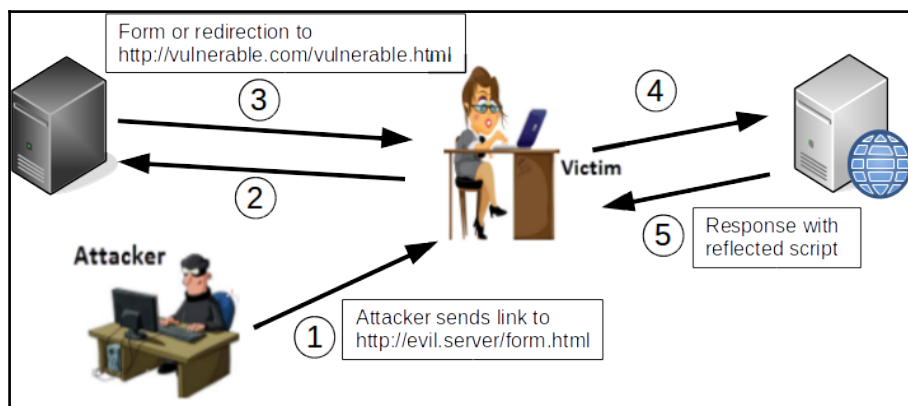 Form or redirection to
http://vulnerable.com/vulnerable.html
3
4
2
Victim
5
Response with
reflected script
Attacker
1
Attacker sends link to
http://evil.server/form.html